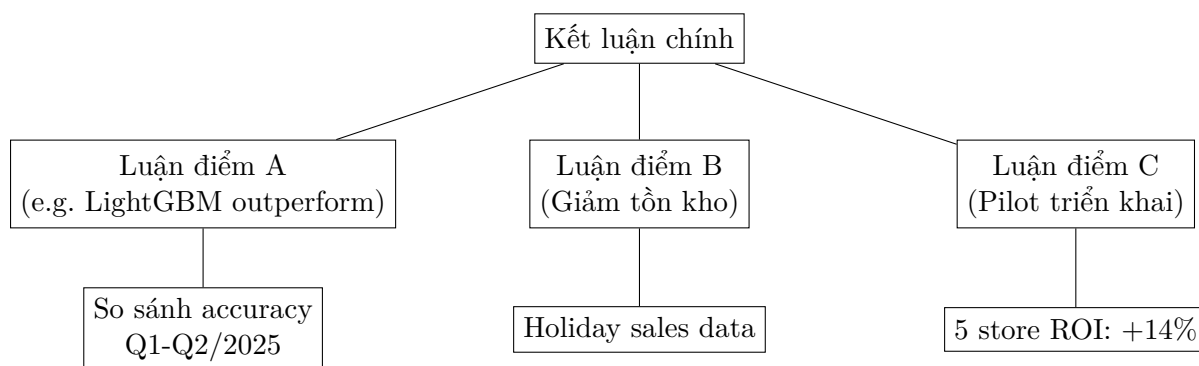 Kết luận chính
Luận điểm A
(e.g. LightGBM outperform)
Luận điểm B
(Giảm tồn kho)
Luận điểm C
(Pilot triển khai)
So sánh accuracy
Q1-Q2/2025
Holiday sales data
5 store ROI: +14%